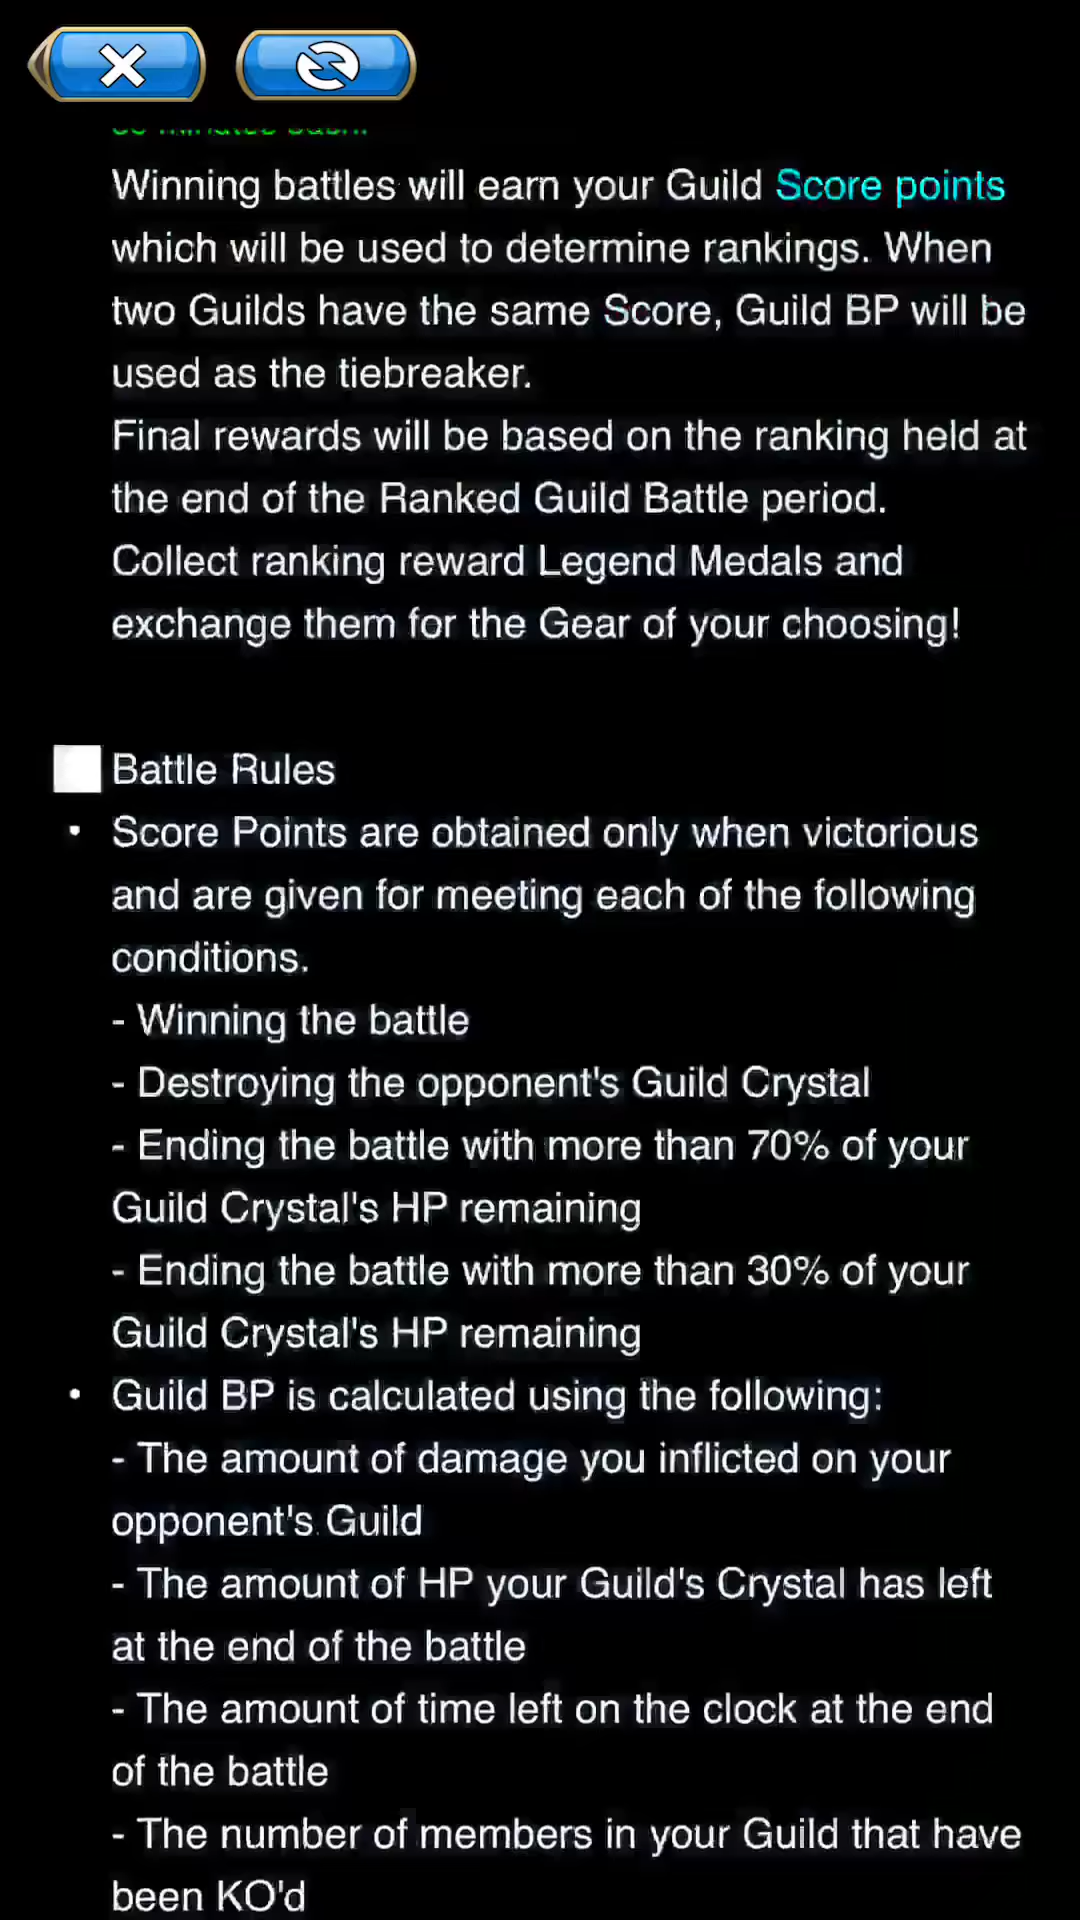 Winning battles will earn your Guild Score points
which will be used to determine rankings. When
two Guilds have the same Score, Guild BP will be
used as the tiebreaker.
Final rewards will be based on the ranking held at
the end of the Ranked Guild Battle period.
Collect ranking reward Legend Medals and
exchange them for the Gear of your choosing!
Battle Rules
• Score Points are obtained only when victorious
and are given for meeting each of the following
conditions.
- Winning the battle
- Destroying the opponent's Guild Crystal
- Ending the battle with more than 70% of your
Guild Crystal's HP remaining
- Ending the battle with more than 30% of your
Guild Crystal's HP remaining
• Guild BP is calculated using the following:
- The amount of damage you inflicted on your
opponent's Guild
- The amount of HP your Guild's Crystal has left
at the end of the battle
- The amount of time left on the clock at the end
of the battle
- The number of members in your Guild that have
been KO'd